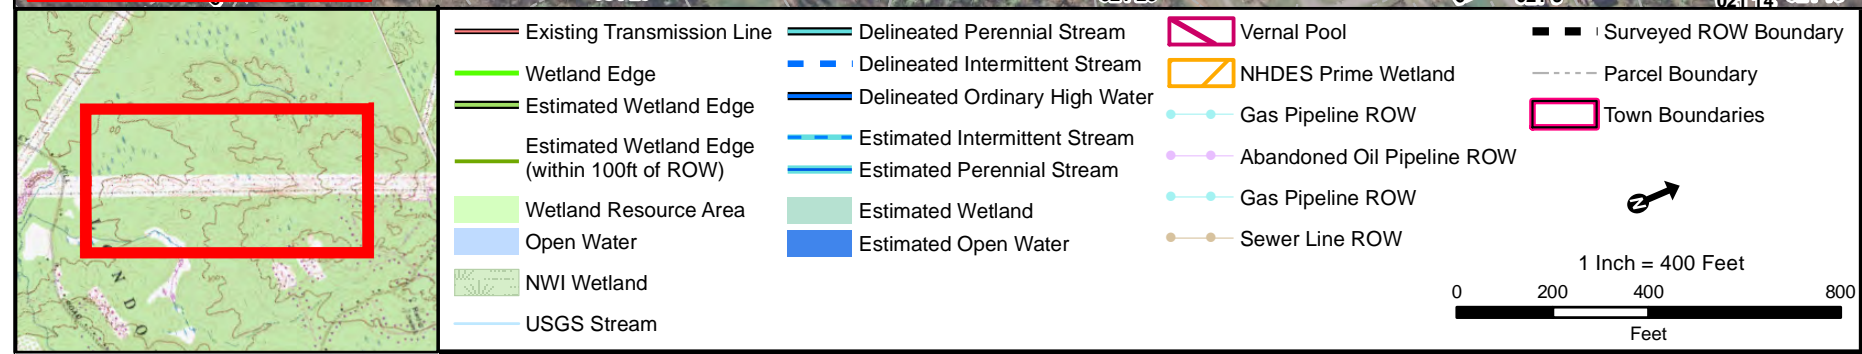 Existing Transmission Line
Wetland Edge
Estimated Wetland Edge
Estimated Wetland Edge
(within 100ft of ROW)
Wetland Resource Area
Open Water
NWI Wetland
USGS Stream
Delineated Perennial Stream
Delineated Intermittent Stream
Delineated Ordinary High Water
Estimated Intermittent Stream
Estimated Perennial Stream
Estimated Wetland
Estimated Open Water
Vernal Pool
NHDES Prime Wetland
Gas Pipeline ROW
Abandoned Oil Pipeline ROW
Gas Pipeline ROW
Sewer Line ROW
Surveyed ROW Boundary
Parcel Boundary
Town Boundaries
N
1 Inch = 400 Feet
0 200 400 800
Feet
N D O